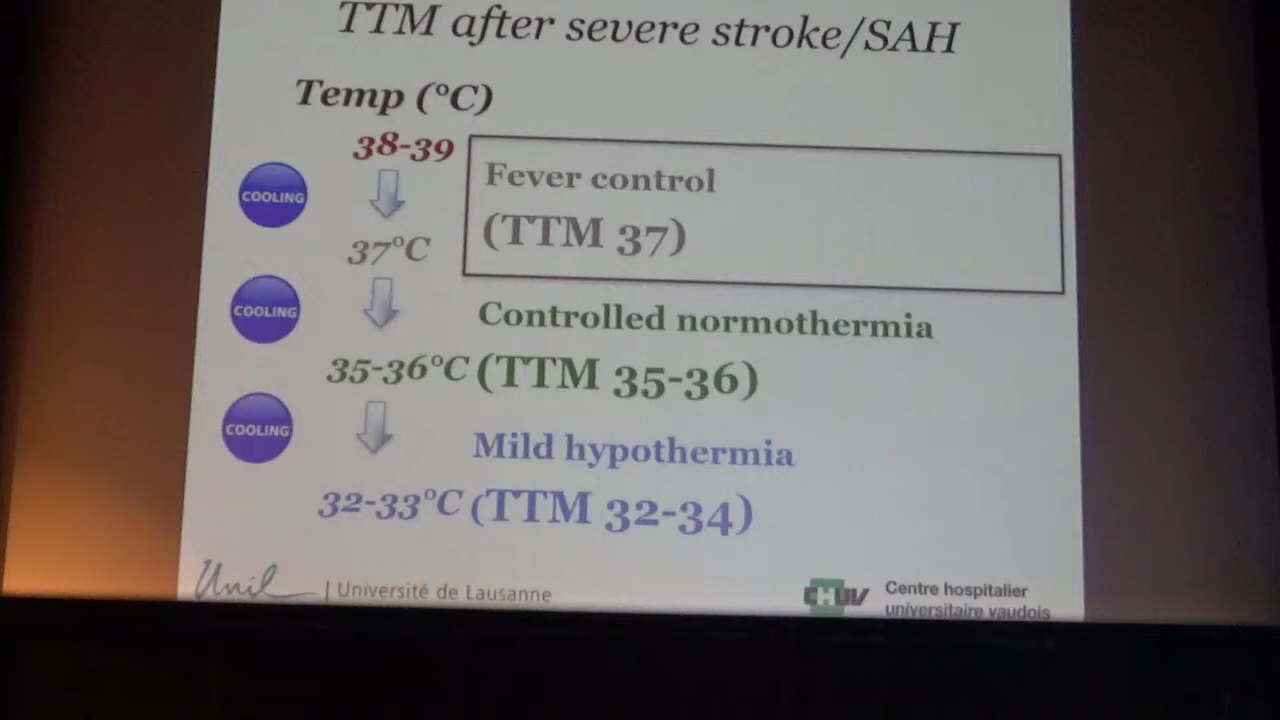 TTM after severe stroke/SAH
Temp (°C)
38-39
Fever control
COOLING
(TTM 37)
37°C
COOLING
Controlled normothermia
35-36°C (TTM 35-36)
COOLING
Mild hypothermia
32-33°C (TTM 32-34)
Unil | Université de Lausanne
CHUV Centre hospitalier
universitaire vaudois